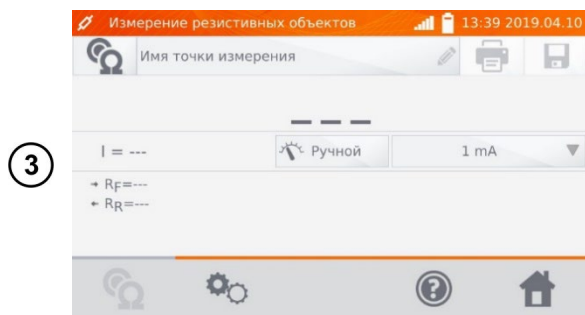 Измерение резистивных объектов 13:39 2019.04.10
Имя точки измерения
---
3
I = --- Ручной 1 mA
→ RF=---
← RR=---